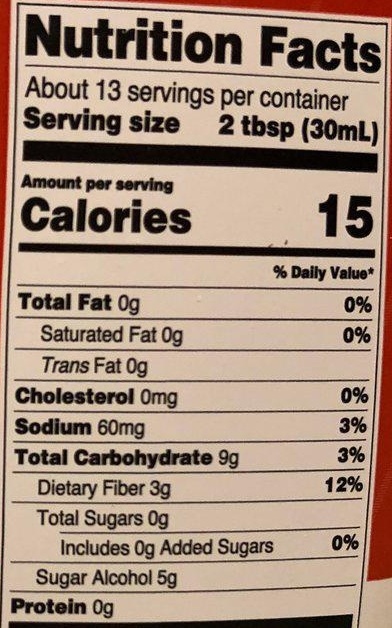 Nutrition Facts
About 13 servings per container
Serving size 2 tbsp (30mL)
Amount per serving
Calories 15
% Daily Value*
Total Fat 0g 0%
Saturated Fat 0g 0%
Trans Fat 0g
Cholesterol 0mg 0%
Sodium 60mg 3%
Total Carbohydrate 9g 3%
Dietary Fiber 3g 12%
Total Sugars 0g
Includes 0g Added Sugars 0%
Sugar Alcohol 5g
Protein 0g